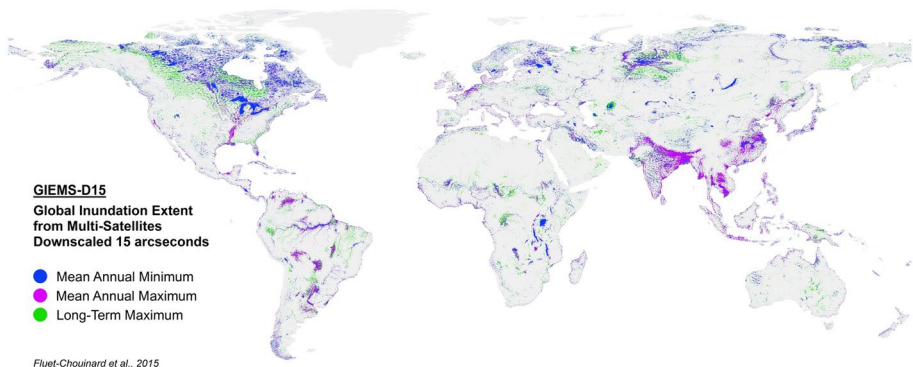 GIEMS-D15
Global Inundation Extent
from Multi-Satellites
Downscaled 15 arcseconds
Mean Annual Minimum
Mean Annual Maximum
Long-Term Maximum
Fluet-Chouinard et al., 2015